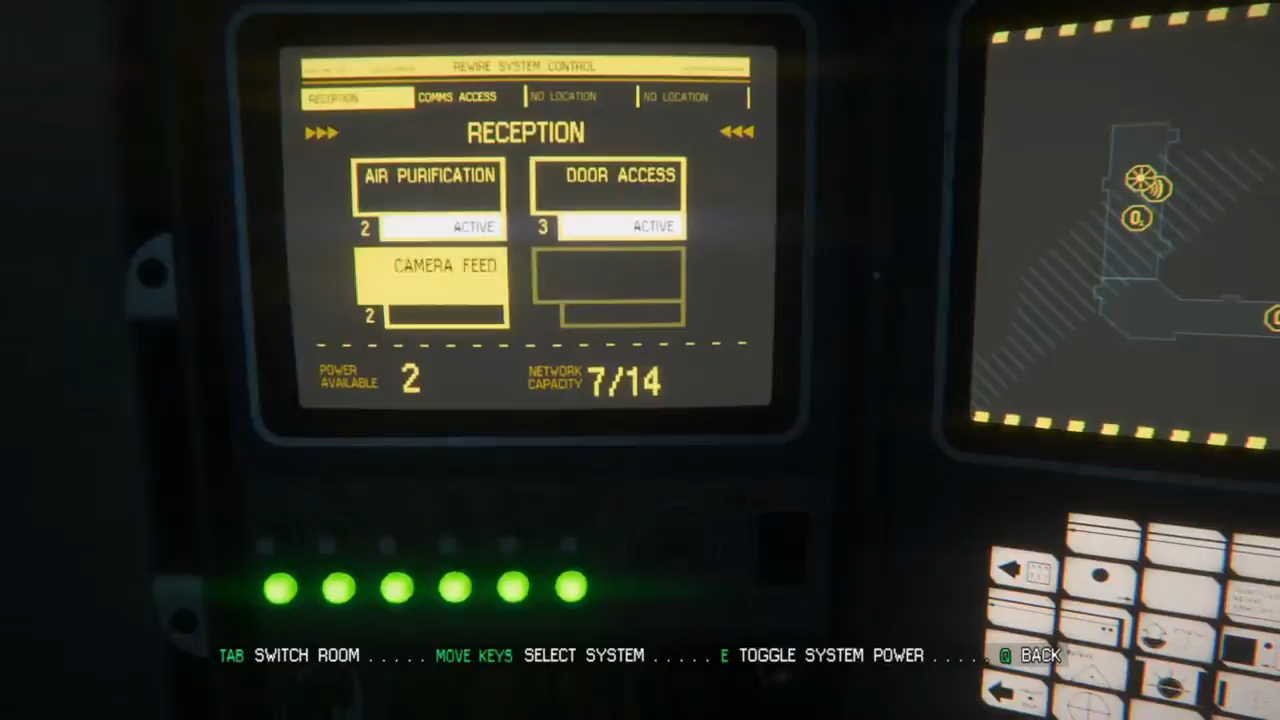 REWIRE SYSTEM CONTROL
RECEPTION COMMS ACCESS NO LOCATION NO LOCATION
RECEPTION
AIR PURIFICATION DOOR ACCESS
2 ACTIVE 3 ACTIVE
CAMERA FEED
2
POWER AVAILABLE 2 NETWORK CAPACITY 7/14
O₂
TAB SWITCH ROOM ..... MOVE KEYS SELECT SYSTEM ..... E TOGGLE SYSTEM POWER ..... Q BACK